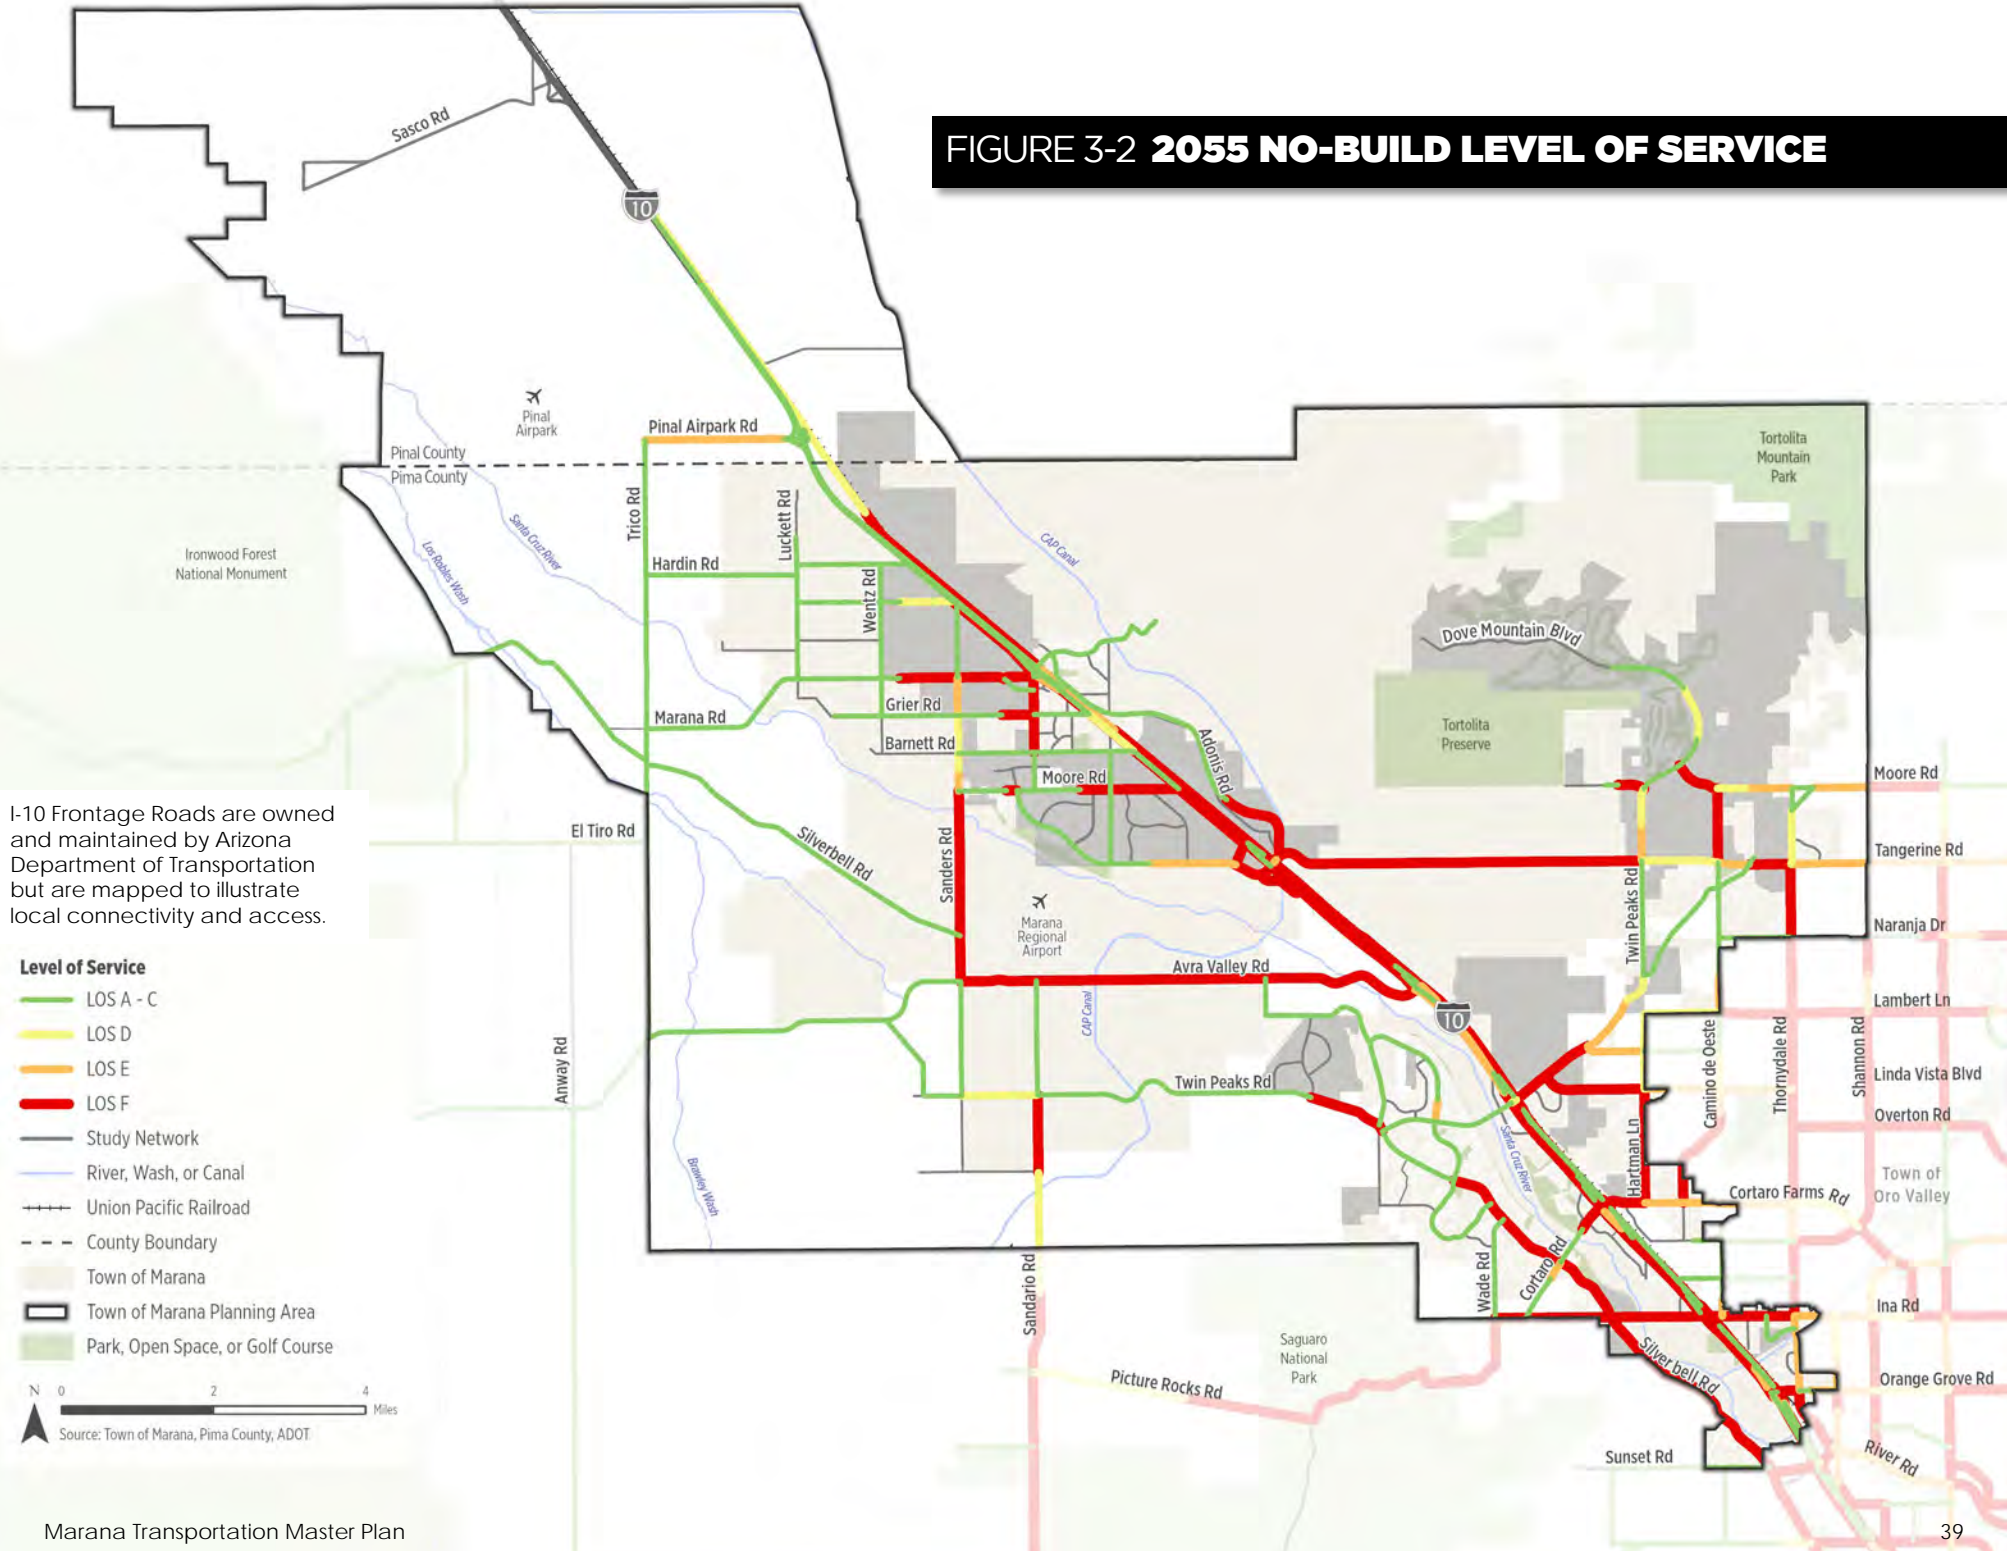 FIGURE 3-2 2055 NO-BUILD LEVEL OF SERVICE
Sasco Rd
10
Pinal
Airpark
Pinal Airpark Rd
Pinal County
Pima County
Tortolita
Mountain
Park
Ironwood Forest
National Monument
Los Robles Wash
Santa Cruz River
Trico Rd
Luckett Rd
CAP Canal
Hardin Rd
Wentz Rd
Dove Mountain Blvd
Marana Rd
Grier Rd
Barnett Rd
Adonis Rd
Tortolita
Preserve
Moore Rd
Moore Rd
I-10 Frontage Roads are owned
and maintained by Arizona
Department of Transportation
but are mapped to illustrate
local connectivity and access.
El Tiro Rd
Silverbell Rd
Sanders Rd
Tangerine Rd
Marana
Regional
Airport
Twin Peaks Rd
Naranja Dr
Avra Valley Rd
CAP Canal
10
Lambert Ln
Camino de Oeste
Thornydale Rd
Shannon Rd
Anway Rd
Twin Peaks Rd
Linda Vista Blvd
Overton Rd
Santa Cruz River
Hartman Ln
Brawley Wash
Town of
Oro Valley
Cortaro Farms Rd
Sandario Rd
Wade Rd
Cortaro Rd
Ina Rd
Saguaro
National
Park
Silverbell Rd
Picture Rocks Rd
Orange Grove Rd
Sunset Rd
River Rd
Level of Service
LOS A - C
LOS D
LOS E
LOS F
Study Network
River, Wash, or Canal
Union Pacific Railroad
County Boundary
Town of Marana
Town of Marana Planning Area
Park, Open Space, or Golf Course
N 0 2 4
Miles
Source: Town of Marana, Pima County, ADOT
Marana Transportation Master Plan
39